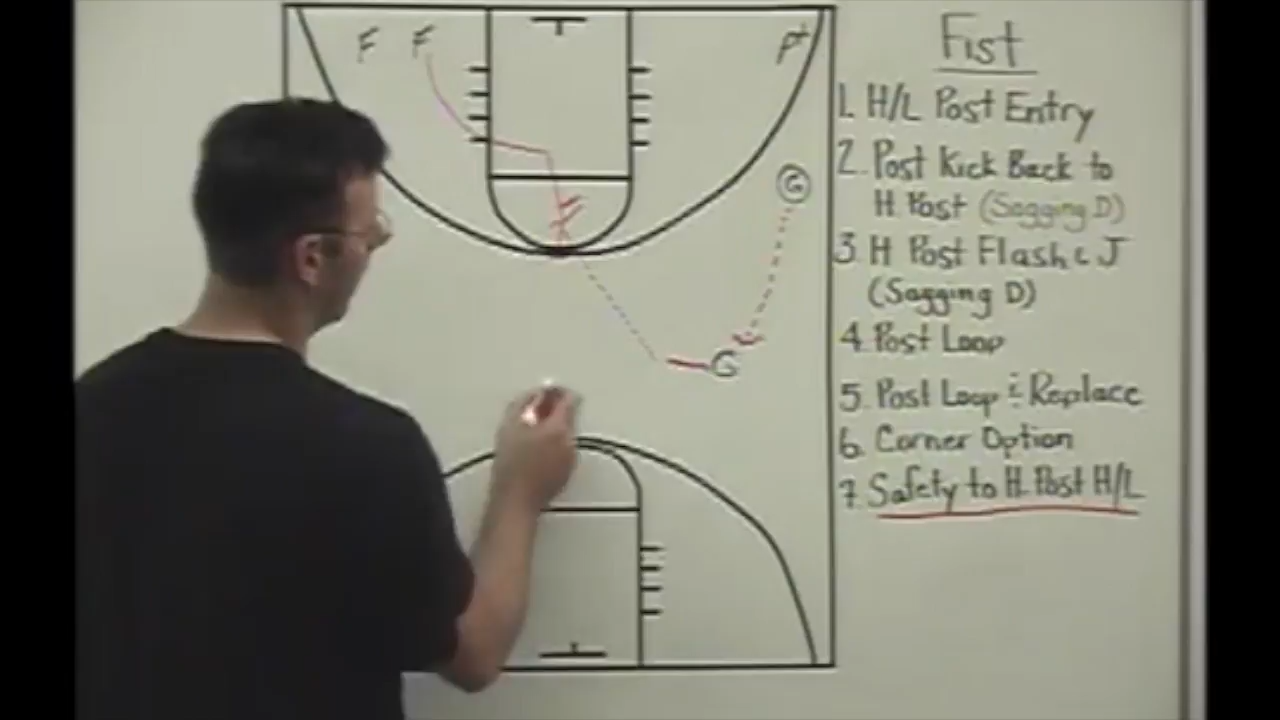 F F Pt
G
G
Fist
1. H/L Post Entry
2. Post Kick Back to
H. Post (Sagging D)
3. H Post Flash c J
(Sagging D)
4. Post Loop
5. Post Loop & Replace
6. Corner Option
7. Safety to H. Post H/L